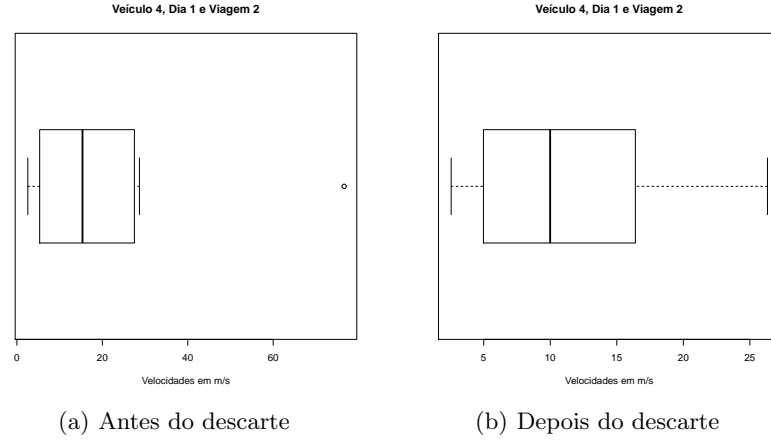 Veículo 4, Dia 1 e Viagem 2
0 20 40 60
Velocidades em m/s
(a) Antes do descarte
Veículo 4, Dia 1 e Viagem 2
5 10 15 20 25
Velocidades em m/s
(b) Depois do descarte